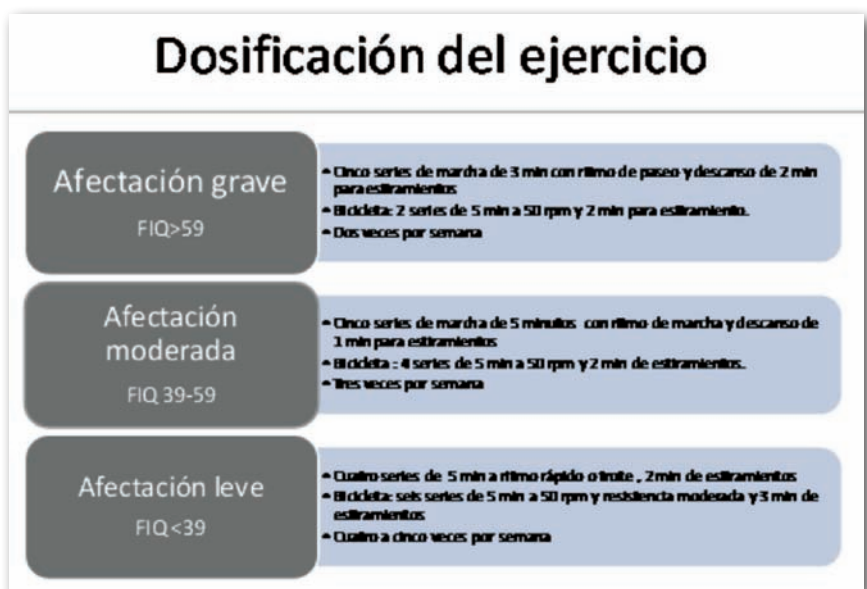 Dosificación del ejercicio
Afectación grave
FIQ>59
• Cinco series de marcha de 3 min con ritmo de paseo y descanso de 2 min
para estiramientos
• Bicicleta: 2 series de 5 min a 50 rpm y 2 min para estiramiento.
• Dos veces por semana
Afectación
moderada
FIQ 39-59
• Cinco series de marcha de 5 minutos con ritmo de marcha y descanso de
1 min para estiramientos
• Bicicleta : 4 series de 5 min a 50 rpm y 2 min de estiramientos.
• Tres veces por semana
Afectación leve
FIQ<39
• Cuatro series de 5 min a ritmo rápido o trote , 2min de estiramientos
• Bicicleta: seis series de 5 min a 50 rpm y resistencia moderada y 3 min de
estiramientos
• Cuatro a cinco veces por semana